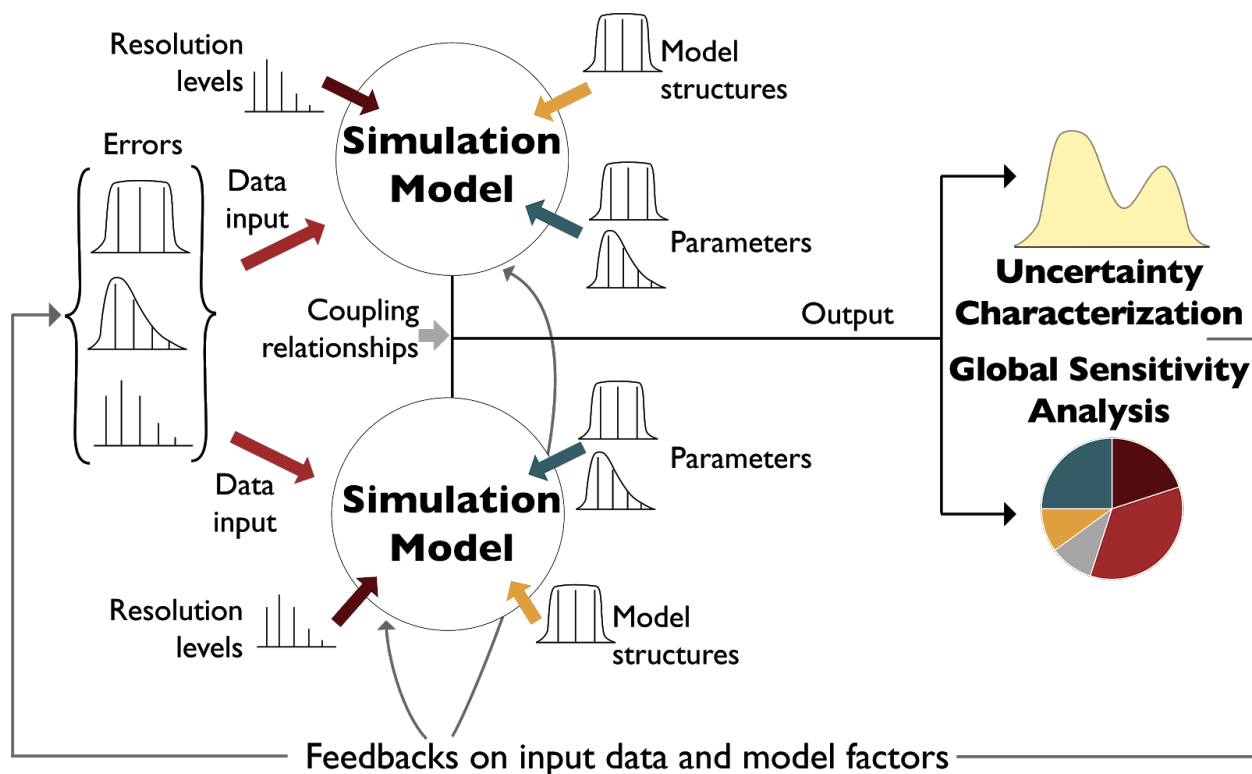 Resolution
levels
Model
structures
Simulation
Model
Errors
Data
input
Parameters
Coupling
relationships
Output
Uncertainty
Characterization
Global Sensitivity
Analysis
Parameters
Data
input
Simulation
Model
Resolution
levels
Model
structures
Feedbacks on input data and model factors